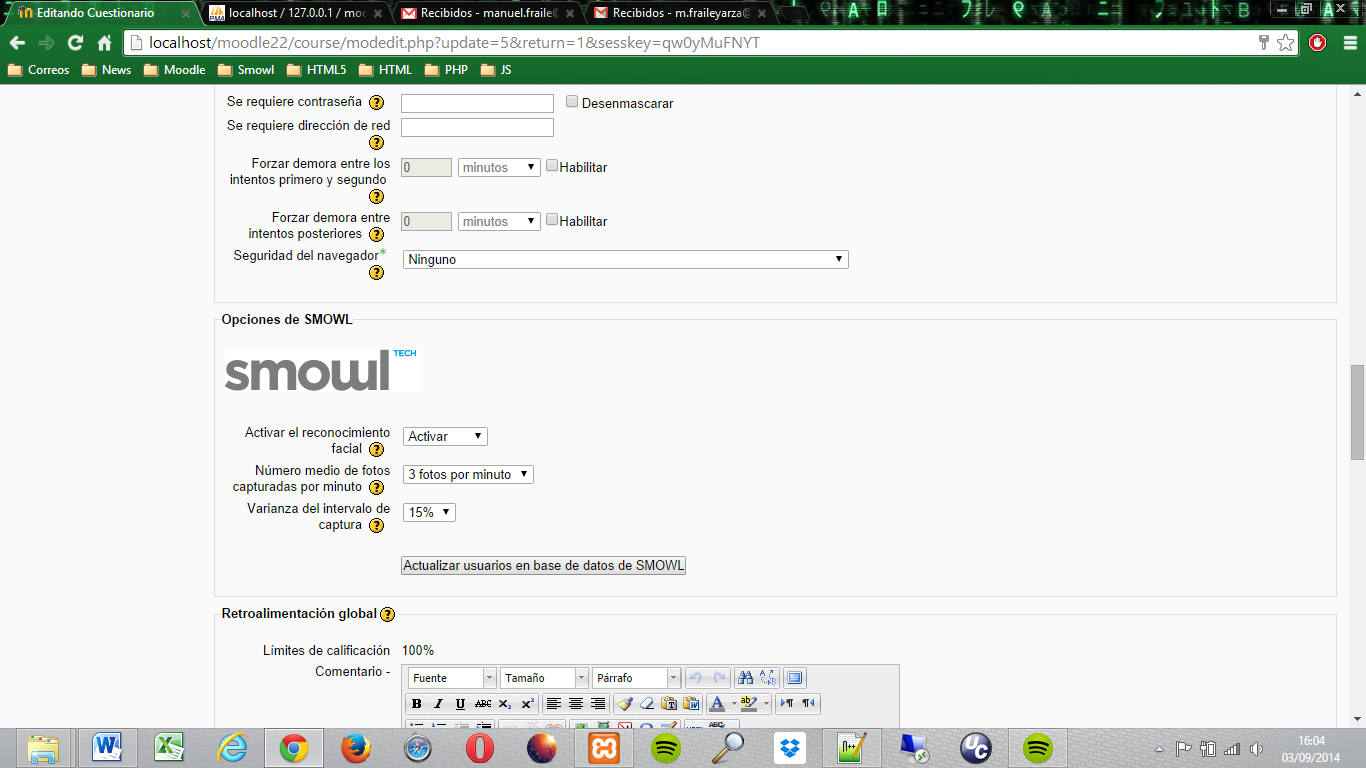 Editando Cuestionario
localhost / 127.0.0.1 / moo
Recibidos - manuel.fraile@
Recibidos - m.fraileyarza@
localhost/moodle22/course/modedit.php?update=5&return=1&sesskey=qw0yMuFNYT
Correos News Moodle Smowl HTML5 HTML PHP JS
Se requiere contraseña ? Desenmascarar
Se requiere dirección de red
?
Forzar demora entre los
intentos primero y segundo 0 minutos Habilitar
?
Forzar demora entre
intentos posteriores ? 0 minutos Habilitar
Seguridad del navegador* Ninguno
?
Opciones de SMOWL
smowl TECH
Activar el reconocimiento
facial ? Activar
Número medio de fotos
capturadas por minuto ? 3 fotos por minuto
Varianza del intervalo de
captura ? 15%
Actualizar usuarios en base de datos de SMOWL
Retroalimentación global ?
Límites de calificación 100%
Comentario -
Fuente Tamaño Párrafo
B I U ABC x₂ x²
16:04
03/09/2014